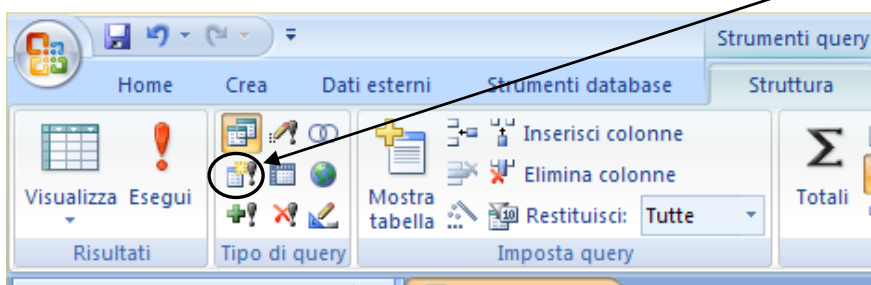 Strumenti query
Home Crea Dati esterni Strumenti database Struttura
Inserisci colonne
Elimina colonne
Visualizza Esegui Mostra tabella Restituisci: Tutte Totali
Risultati Tipo di query Imposta query